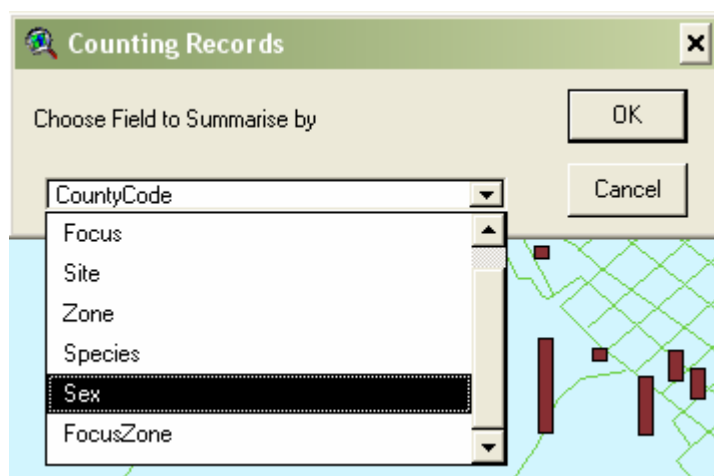 Counting Records
Choose Field to Summarise by
OK
Cancel
CountyCode
Focus
Site
Zone
Species
Sex
FocusZone